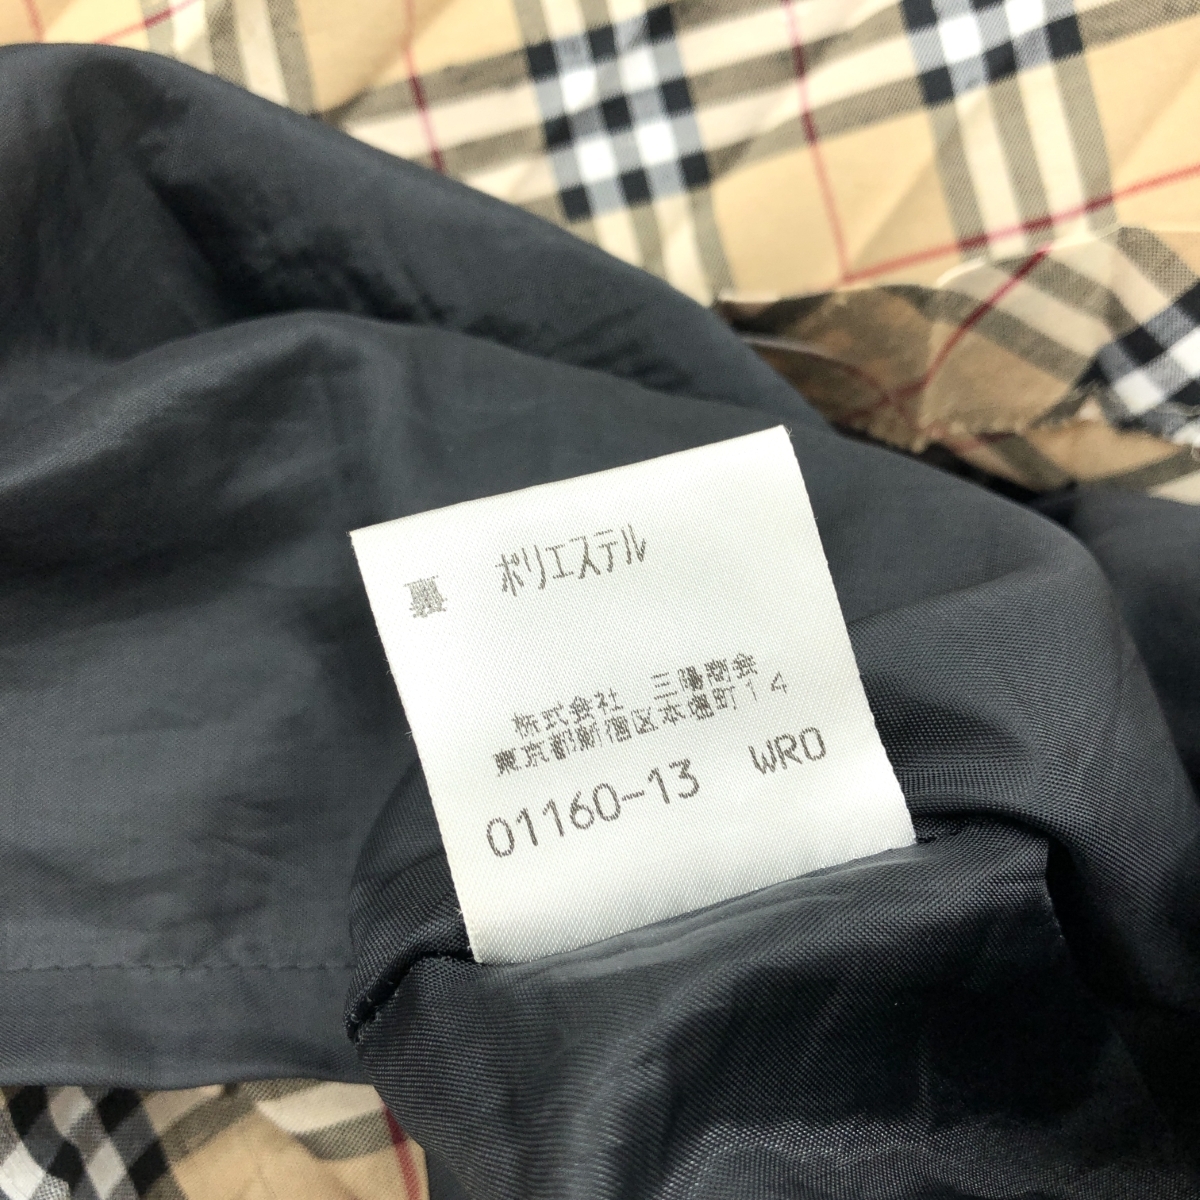 裏 ポリエステル
株式会社 三陽商会
東京都新宿区本塩町14
01160-13 WRO